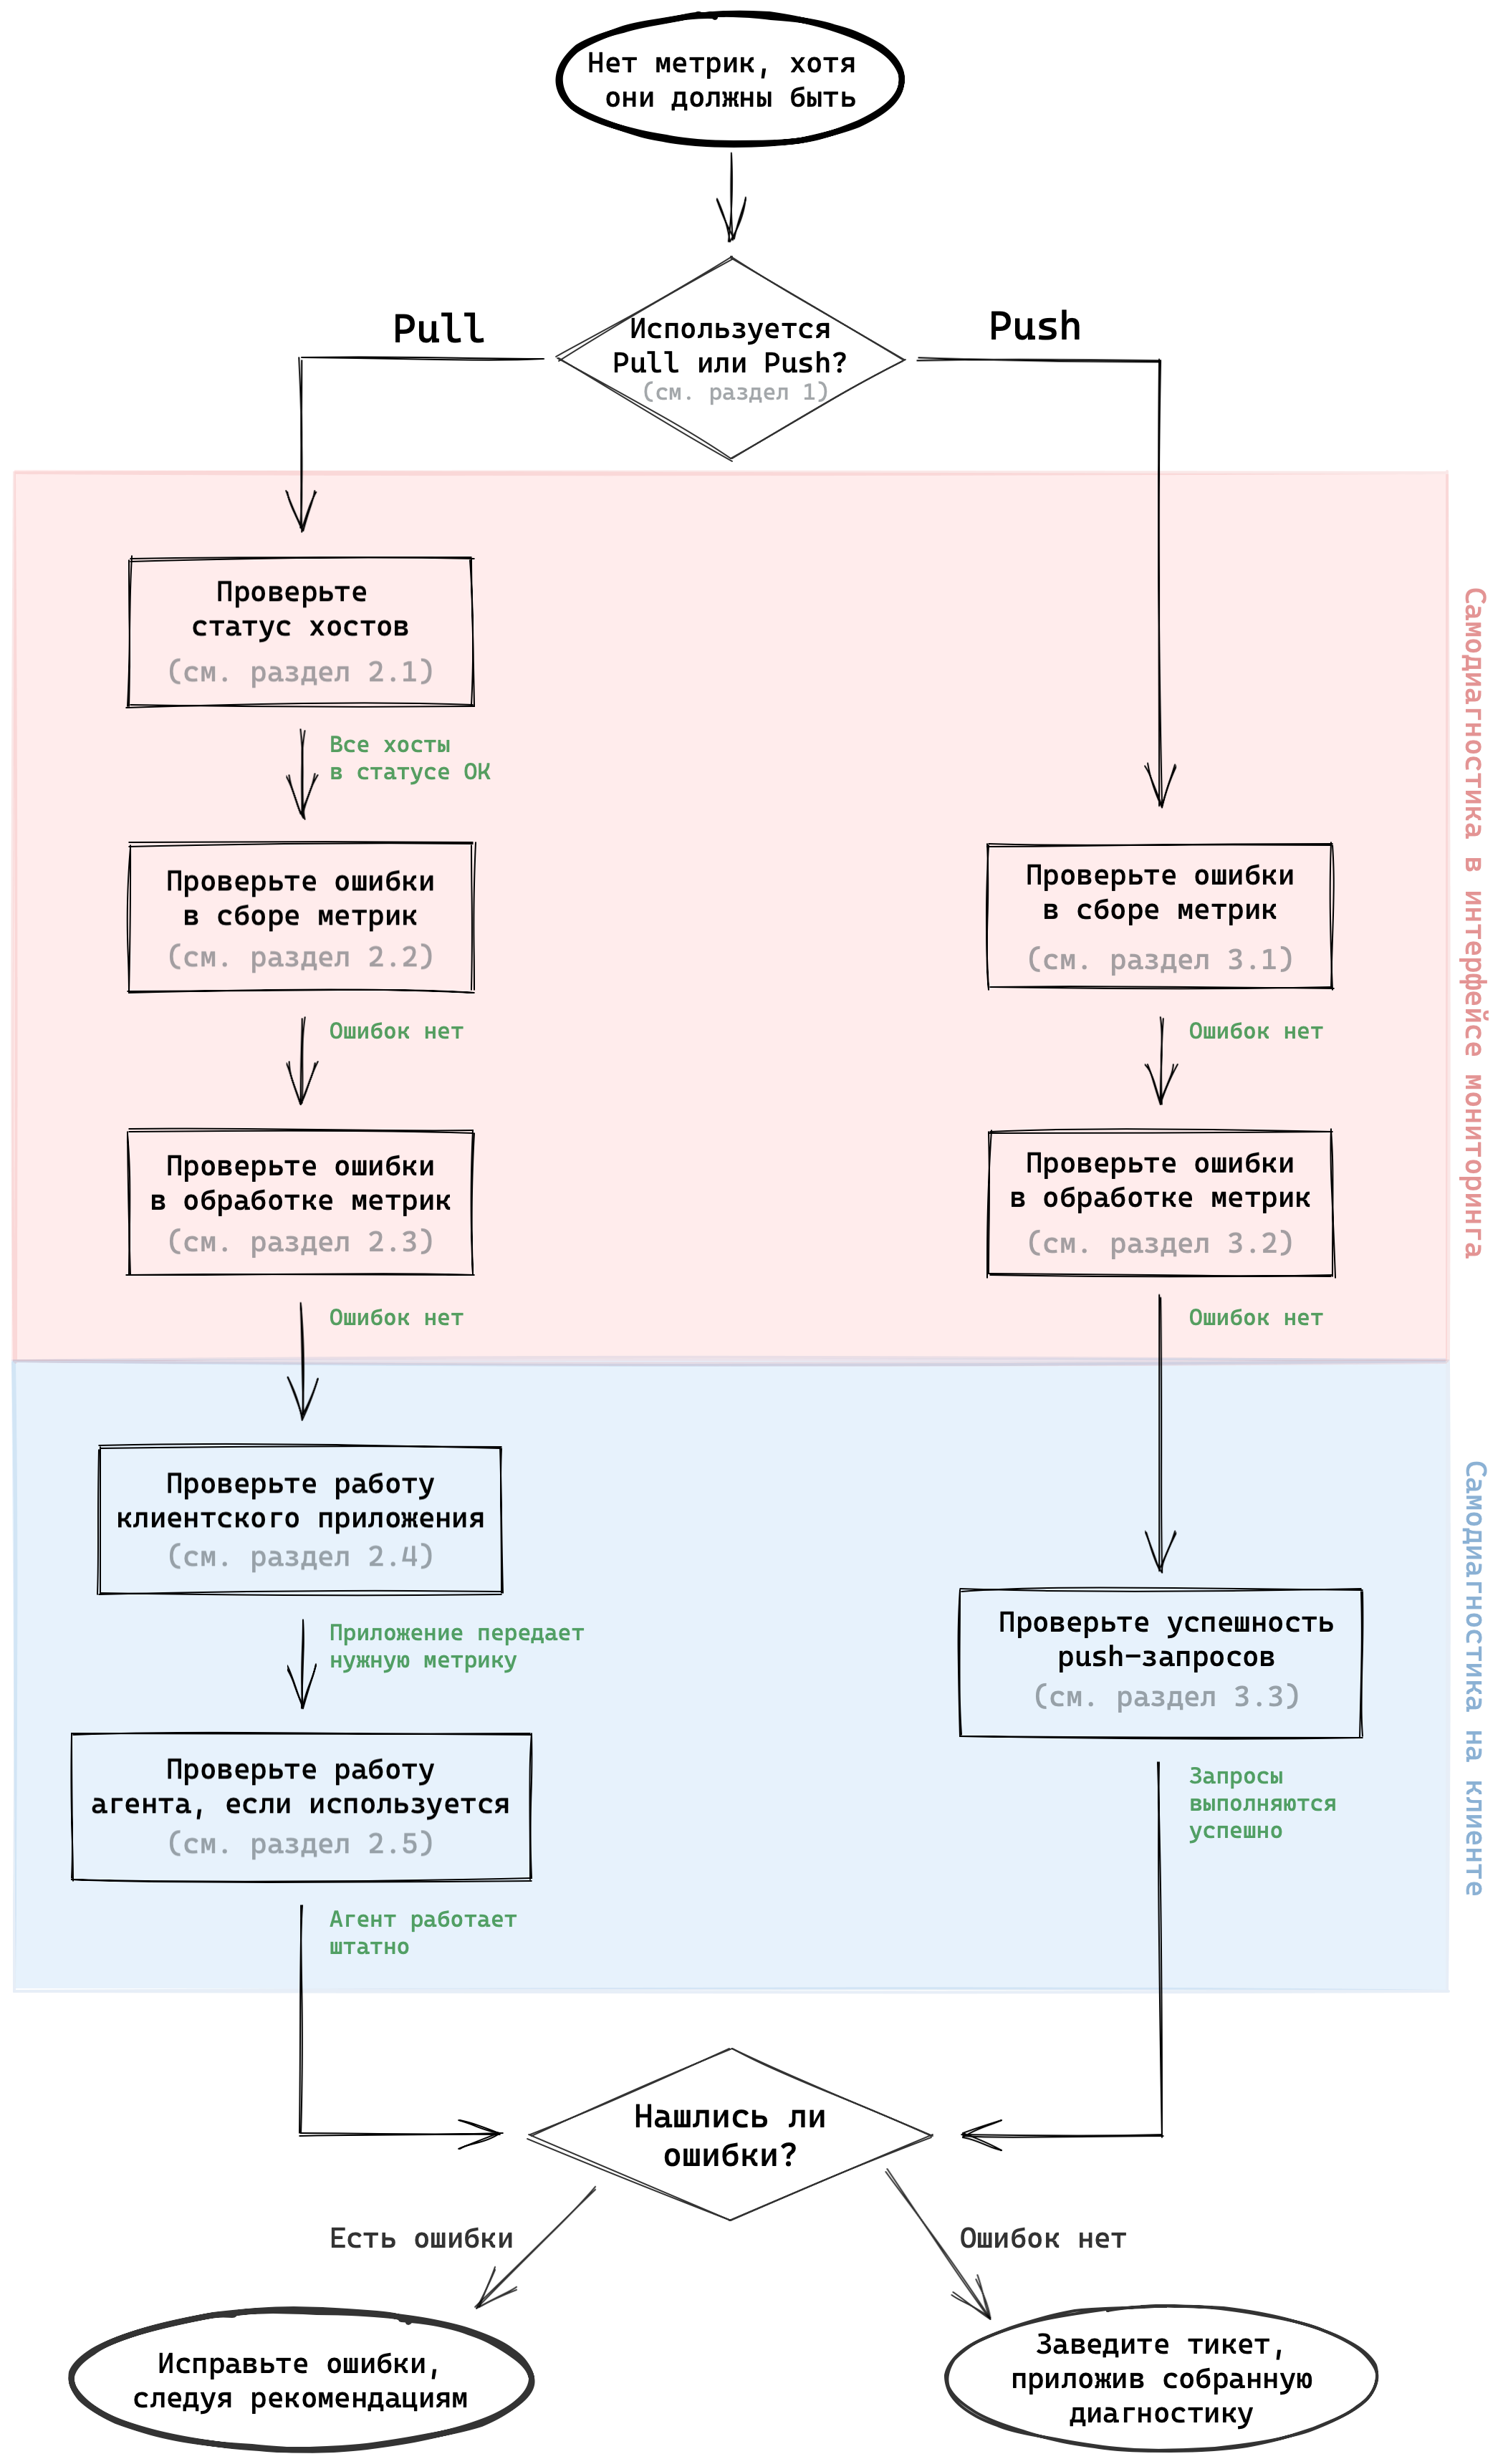 Нет метрик, хотя
они должны быть
Pull
Используется
Pull или Push?
(см. раздел 1)
Push
Самодиагностика в интерфейсе мониторинга
Проверьте
статус хостов
(см. раздел 2.1)
Все хосты
в статусе ОК
Проверьте ошибки
в сборе метрик
(см. раздел 2.2)
Ошибок нет
Проверьте ошибки
в обработке метрик
(см. раздел 2.3)
Ошибок нет
Проверьте ошибки
в сборе метрик
(см. раздел 3.1)
Ошибок нет
Проверьте ошибки
в обработке метрик
(см. раздел 3.2)
Ошибок нет
Самодиагностика на клиенте
Проверьте работу
клиентского приложения
(см. раздел 2.4)
Приложение передает
нужную метрику
Проверьте работу
агента, если используется
(см. раздел 2.5)
Агент работает
штатно
Проверьте успешность
push-запросов
(см. раздел 3.3)
Запросы
выполняются
успешно
Нашлись ли
ошибки?
Есть ошибки
Ошибок нет
Исправьте ошибки,
следуя рекомендациям
Заведите тикет,
приложив собранную
диагностику